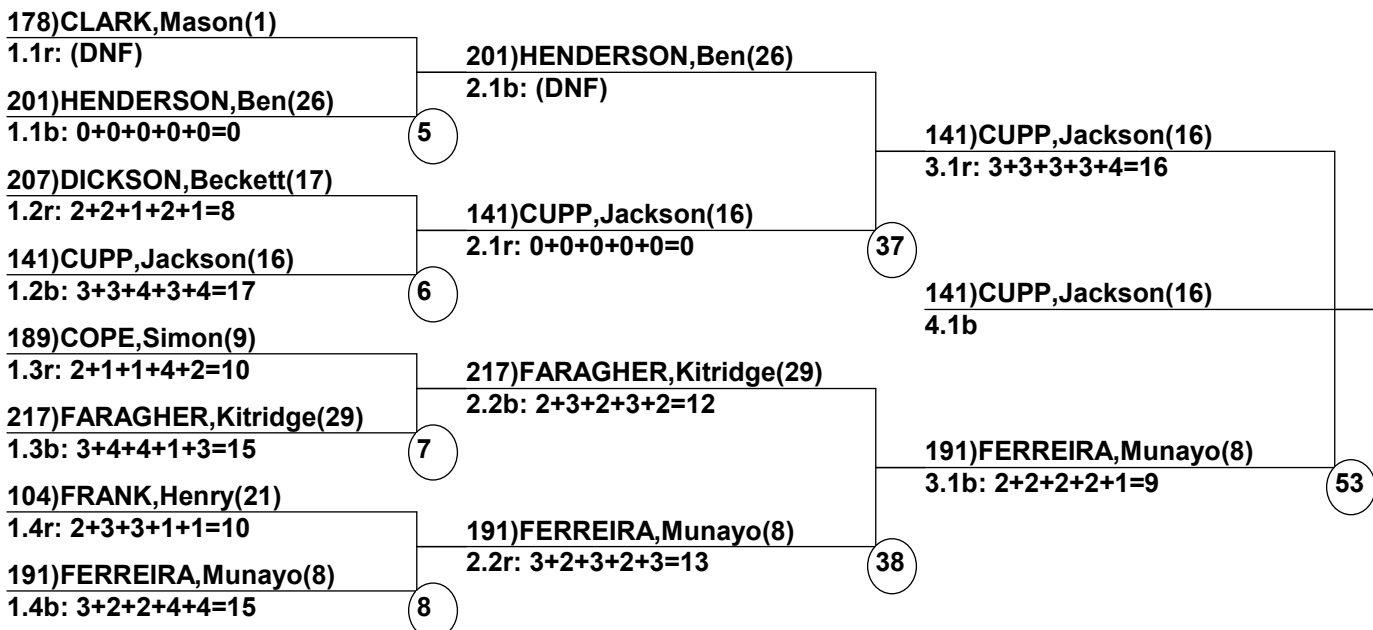 178)CLARK,Mason(1)
1.1r: (DNF)
201)HENDERSON,Ben(26)
1.1b: 0+0+0+0+0=0
5
207)DICKSON,Beckett(17)
1.2r: 2+2+1+2+1=8
141)CUPP,Jackson(16)
1.2b: 3+3+4+3+4=17
6
189)COPE,Simon(9)
1.3r: 2+1+1+4+2=10
217)FARAGHER,Kitridge(29)
1.3b: 3+4+4+1+3=15
7
104)FRANK,Henry(21)
1.4r: 2+3+3+1+1=10
191)FERREIRA,Munayo(8)
1.4b: 3+2+2+4+4=15
8
201)HENDERSON,Ben(26)
2.1b: (DNF)
141)CUPP,Jackson(16)
2.1r: 0+0+0+0+0=0
37
217)FARAGHER,Kitridge(29)
2.2b: 2+3+2+3+2=12
191)FERREIRA,Munayo(8)
2.2r: 3+2+3+2+3=13
38
141)CUPP,Jackson(16)
3.1r: 3+3+3+3+4=16
141)CUPP,Jackson(16)
4.1b
191)FERREIRA,Munayo(8)
3.1b: 2+2+2+2+1=9
53